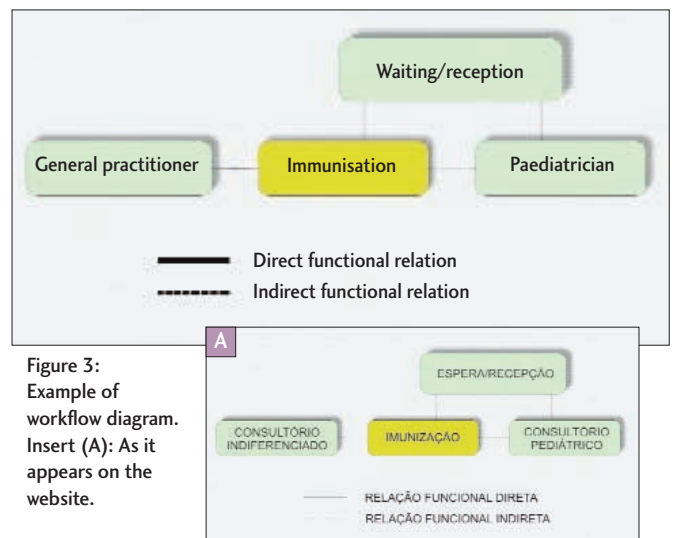 Waiting/reception
General practitioner
Immunisation
Paediatrician
Direct functional relation
Indirect functional relation
Figure 3:
Example of
workflow diagram.
Insert (A): As it
appears on the
website.
A
ESPERA/RECEPÇÃO
CONSULTÓRIO
INDIFERENCIADO
IMUNIZAÇÃO
CONSULTORIO
PEDIÁTRICO
RELAÇÃO FUNCIONAL DIRETA
RELAÇÃO FUNCIONAL INDIRETA